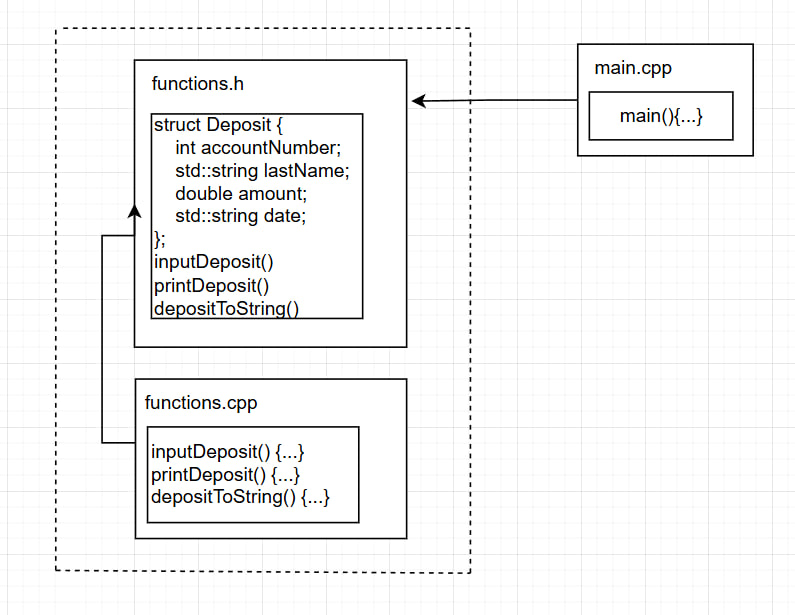 functions.h
struct Deposit {
int accountNumber;
std::string lastName;
double amount;
std::string date;
};
inputDeposit()
printDeposit()
depositToString()
functions.cpp
inputDeposit() {...}
printDeposit() {...}
depositToString() {...}
main.cpp
main(){...}